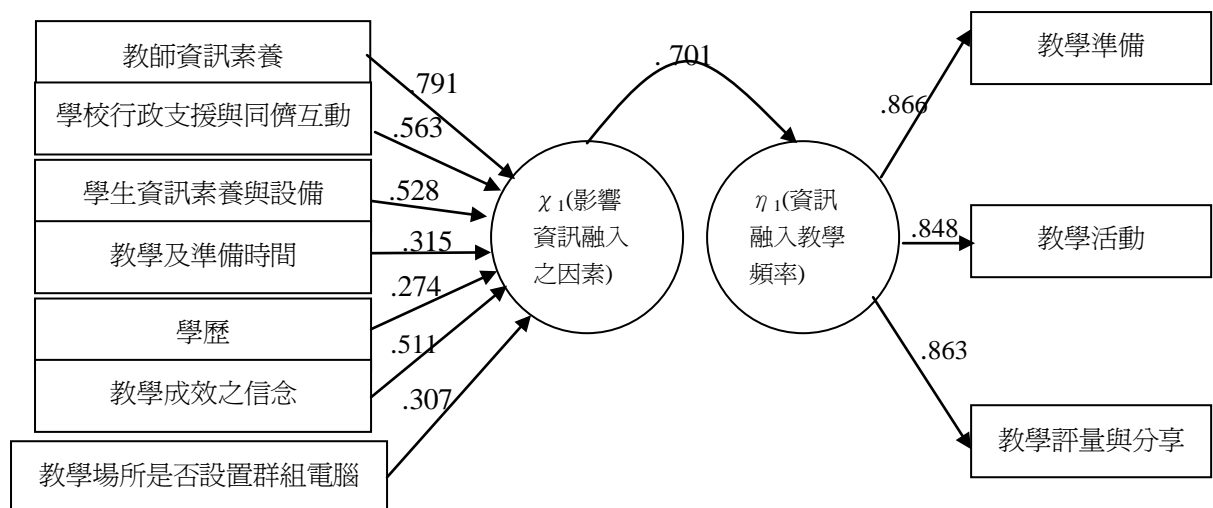 教師資訊素養
學校行政支援與同儕互動
學生資訊素養與設備
教學及準備時間
學歷
教學成效之信念
教學場所是否設置群組電腦
.791
.563
.528
.315
.274
.511
.307
χ1(影響
資訊融入
之因素)
.701
η1(資訊
融入教學
頻率)
.866
.848
.863
教學準備
教學活動
教學評量與分享